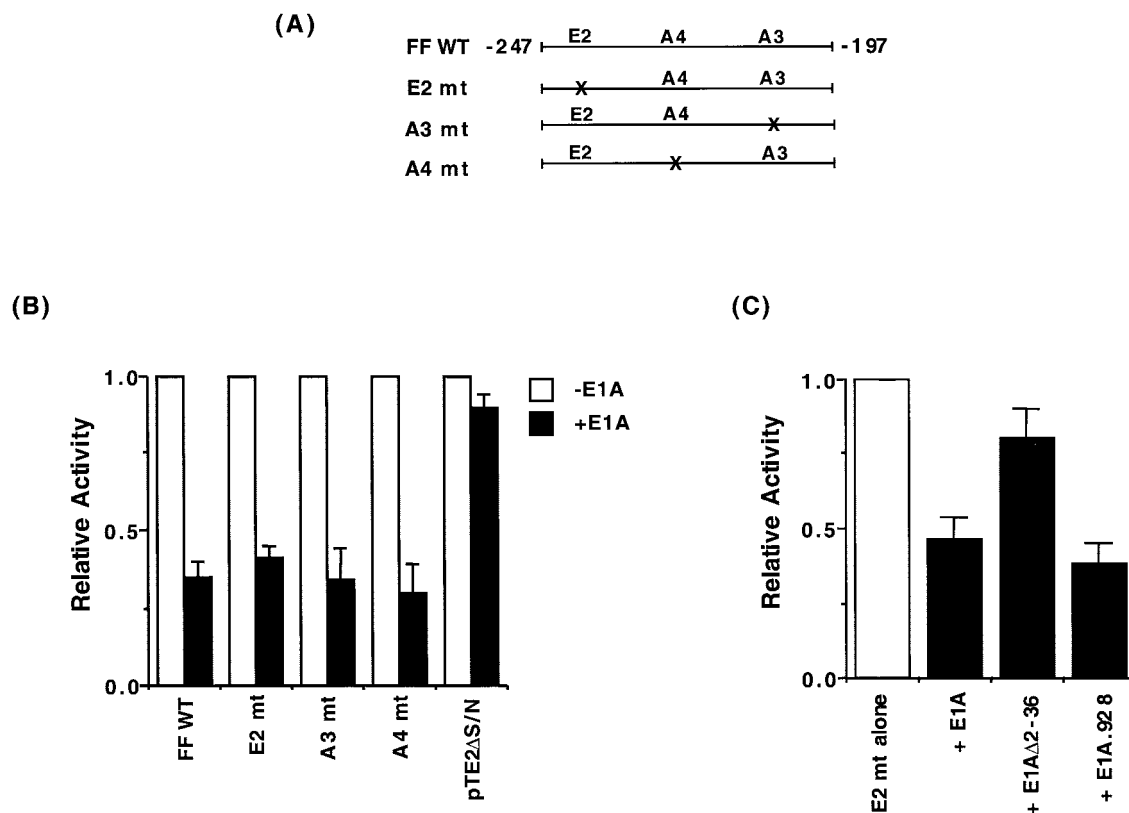 (A)
FF WT -247 E2 A4 A3 -197
E2 mt X A4 A3
A3 mt E2 A4 X
A4 mt E2 X A3
(B)
Relative Activity
1.0
0.5
0.0
FF WT
E2 mt
A3 mt
A4 mt
pTE2ΔS/N
-E1A
+E1A
(C)
Relative Activity
1.0
0.5
0.0
E2 mt alone
+ E1A
+ E1AΔ2-36
+ E1A.928